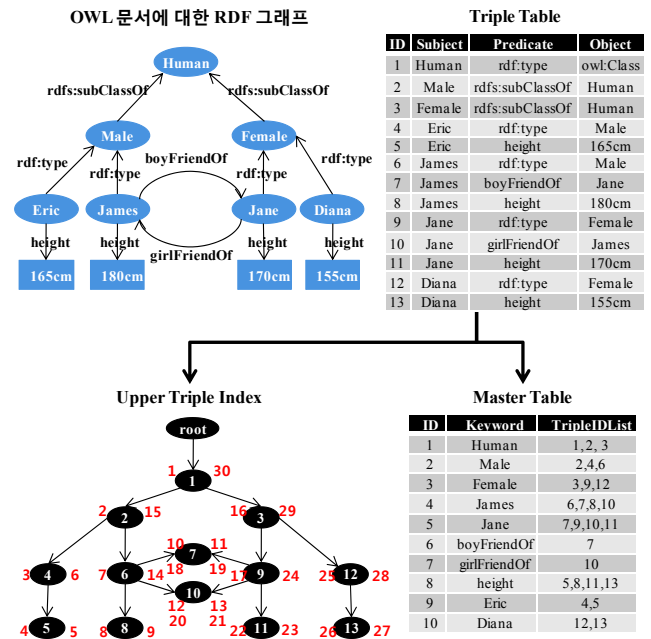 OWL 문서에 대한 RDF 그래프
Human
rdfs:subClassOf rdfs:subClassOf
Male Female
boyFriendOf
rdf:type rdf:type rdf:type rdf:type
Eric James Jane Diana
height height girlFriendOf height height
165cm 180cm 170cm 155cm
Triple Table
ID Subject Predicate Object
1 Human rdf:type owl:Class
2 Male rdfs:subClassOf Human
3 Female rdfs:subClassOf Human
4 Eric rdf:type Male
5 Eric height 165cm
6 James rdf:type Male
7 James boyFriendOf Jane
8 James height 180cm
9 Jane rdf:type Female
10 Jane girlFriendOf James
11 Jane height 170cm
12 Diana rdf:type Female
13 Diana height 155cm
Upper Triple Index
root
1 1 30
2 2 15 16 3 29
10 7 11
18 19
3 4 6 7 6 14 17 9 24 25 12 28
10
12 13
20 21
4 5 5 8 8 9 22 11 23 26 13 27
Master Table
ID Keyword TripleIDList
1 Human 1,2, 3
2 Male 2,4,6
3 Female 3,9,12
4 James 6,7,8,10
5 Jane 7,9,10,11
6 boyFriendOf 7
7 girlFriendOf 10
8 height 5,8,11,13
9 Eric 4,5
10 Diana 12,13